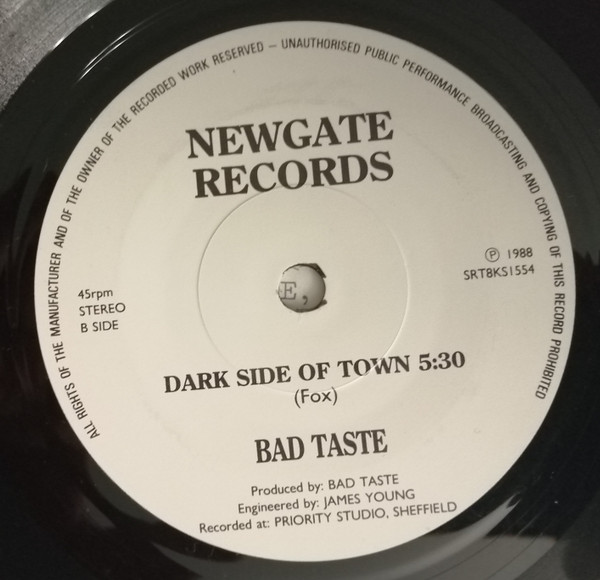 ALL RIGHTS OF THE MANUFACTURER AND OF THE OWNER OF THE RECORDED WORK RESERVED – UNAUTHORISED PUBLIC PERFORMANCE BROADCASTING AND COPYING OF THIS RECORD PROHIBITED
NEWGATE
RECORDS
45rpm
STEREO
B SIDE
Ⓟ 1988
SRT8KS1554
E,
DARK SIDE OF TOWN 5:30
(Fox)
BAD TASTE
Produced by: BAD TASTE
Engineered by: JAMES YOUNG
Recorded at: PRIORITY STUDIO, SHEFFIELD